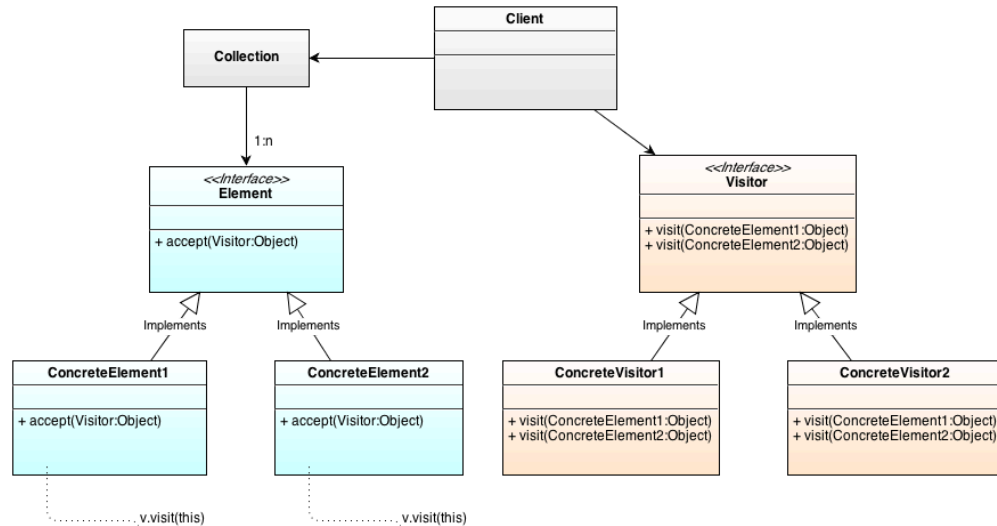 Client
Collection
1:n
<<Interface>>
Element
+ accept(Visitor:Object)
<<Interface>>
Visitor
+ visit(ConcreteElement1:Object)
+ visit(ConcreteElement2:Object)
Implements
Implements
Implements
Implements
ConcreteElement1
+ accept(Visitor:Object)
ConcreteElement2
+ accept(Visitor:Object)
ConcreteVisitor1
+ visit(ConcreteElement1:Object)
+ visit(ConcreteElement2:Object)
ConcreteVisitor2
+ visit(ConcreteElement1:Object)
+ visit(ConcreteElement2:Object)
v.visit(this)
v.visit(this)